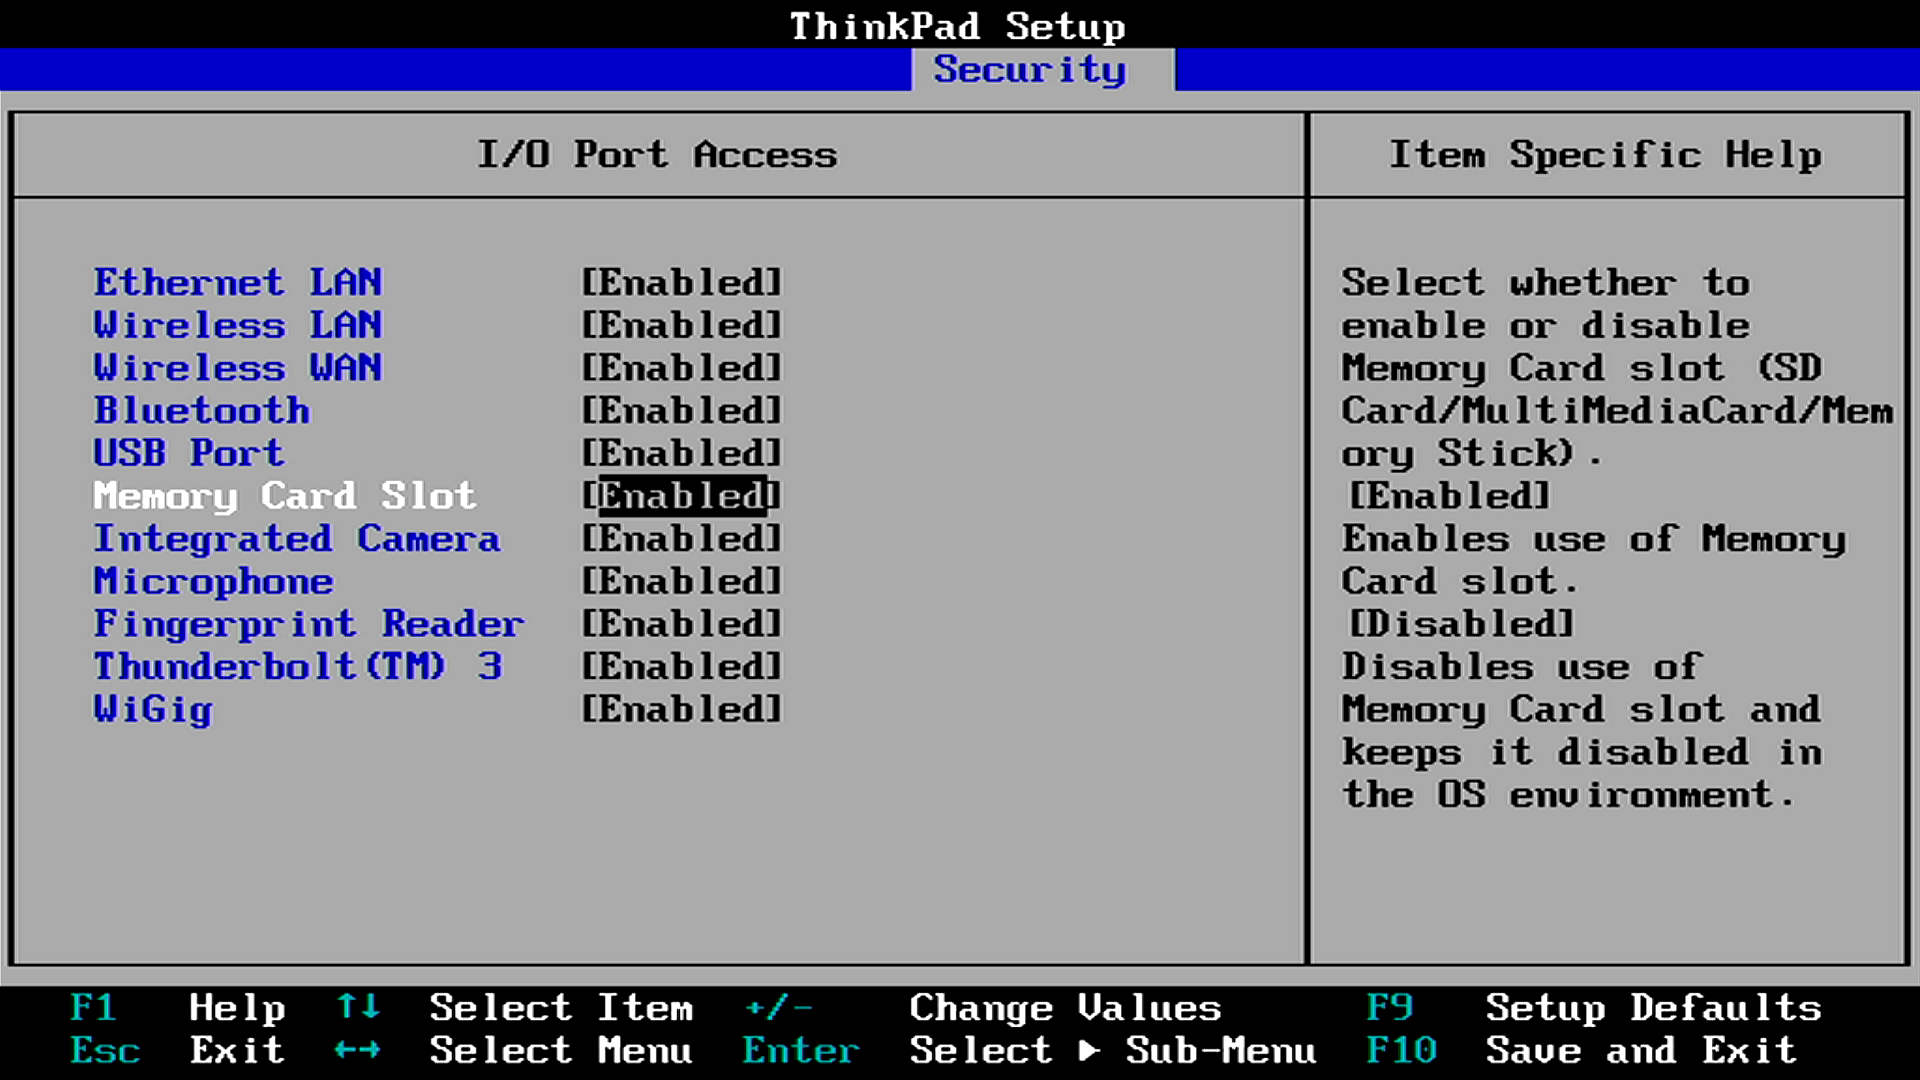 ThinkPad Setup
Security
I/O Port Access
Item Specific Help
Ethernet LAN [Enabled]
Wireless LAN [Enabled]
Wireless WAN [Enabled]
Bluetooth [Enabled]
USB Port [Enabled]
Memory Card Slot [Enabled]
Integrated Camera [Enabled]
Microphone [Enabled]
Fingerprint Reader [Enabled]
Thunderbolt(TM) 3 [Enabled]
WiGig [Enabled]
Select whether to
enable or disable
Memory Card slot (SD
Card/MultiMediaCard/Mem
ory Stick).
[Enabled]
Enables use of Memory
Card slot.
[Disabled]
Disables use of
Memory Card slot and
keeps it disabled in
the OS environment.
F1 Help ↑↓ Select Item +/- Change Values F9 Setup Defaults
Esc Exit ←→ Select Menu Enter Select ▶ Sub-Menu F10 Save and Exit